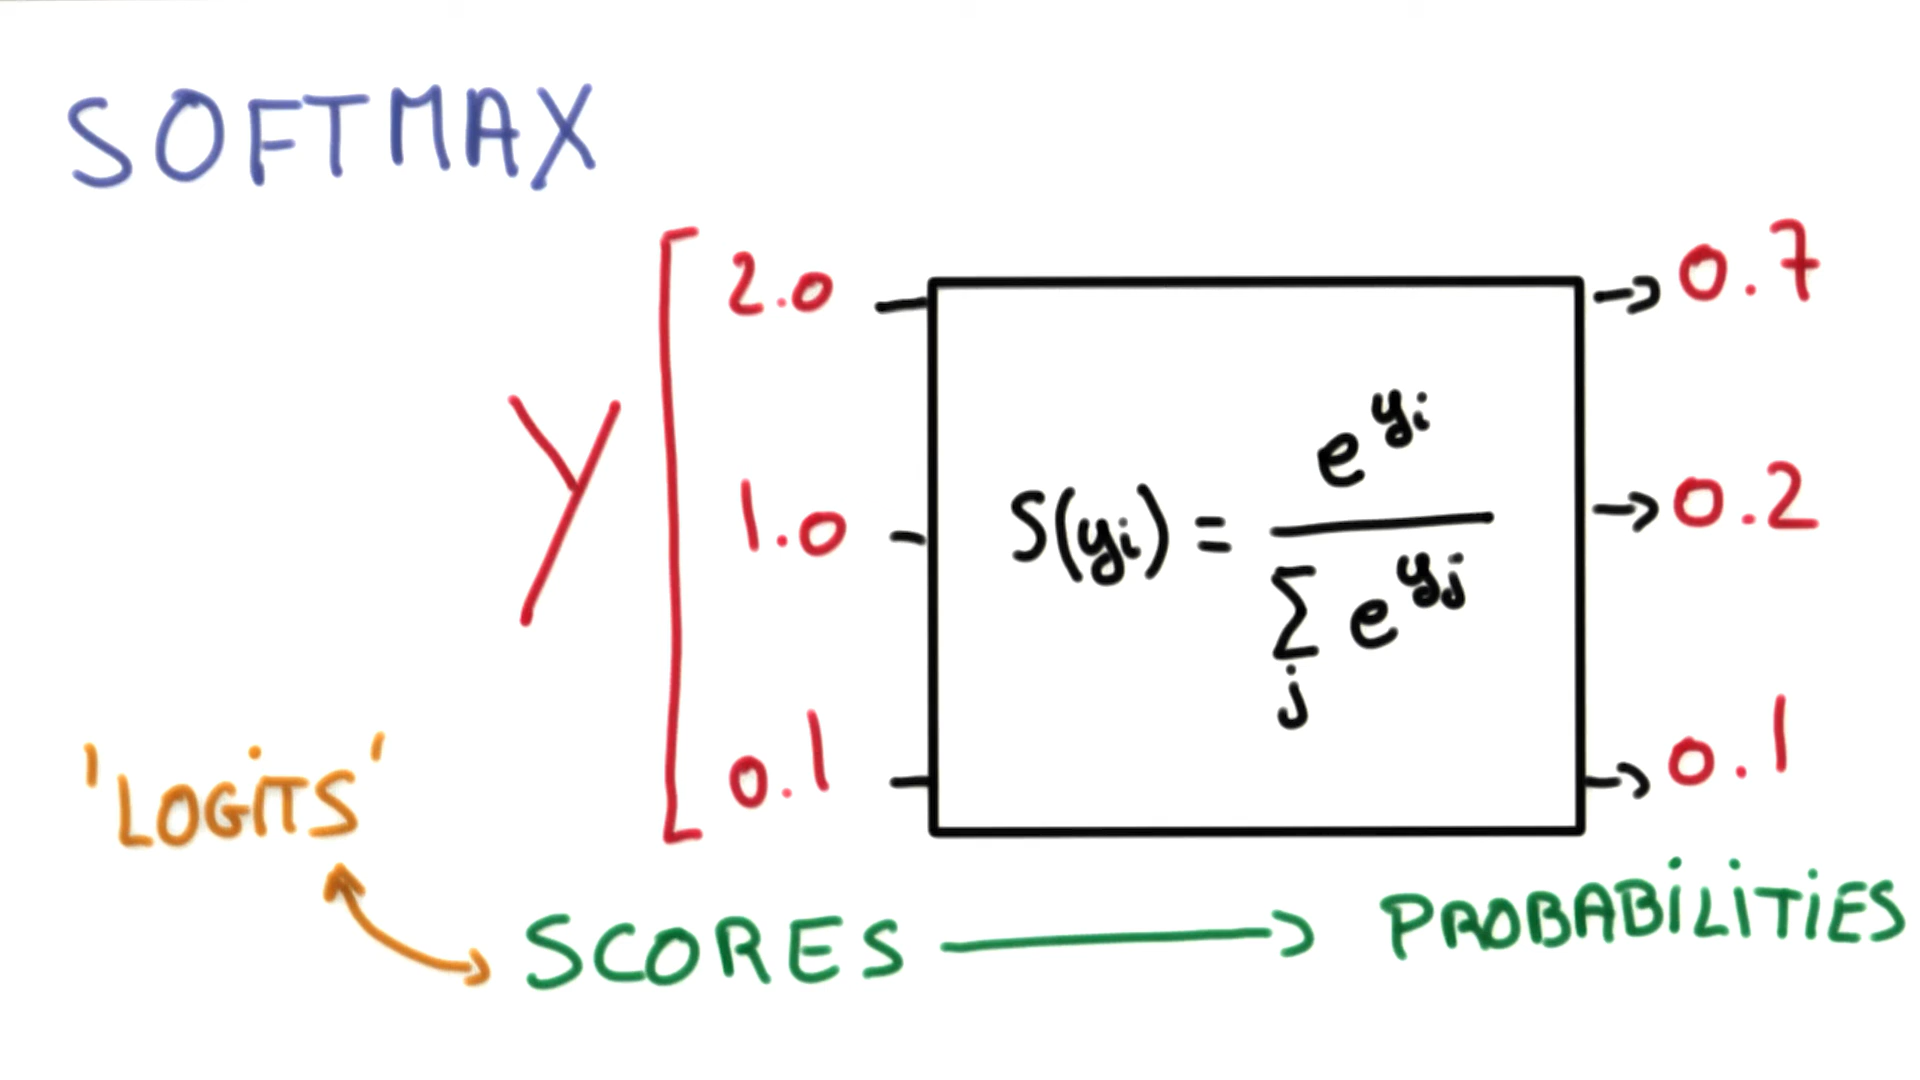 SOFTMAX
Y
2.0
1.0
0.1
S(yi) = e^yi / Σj e^yj
0.7
0.2
0.1
'LOGiTS'
SCORES → PROBABiLiTiES